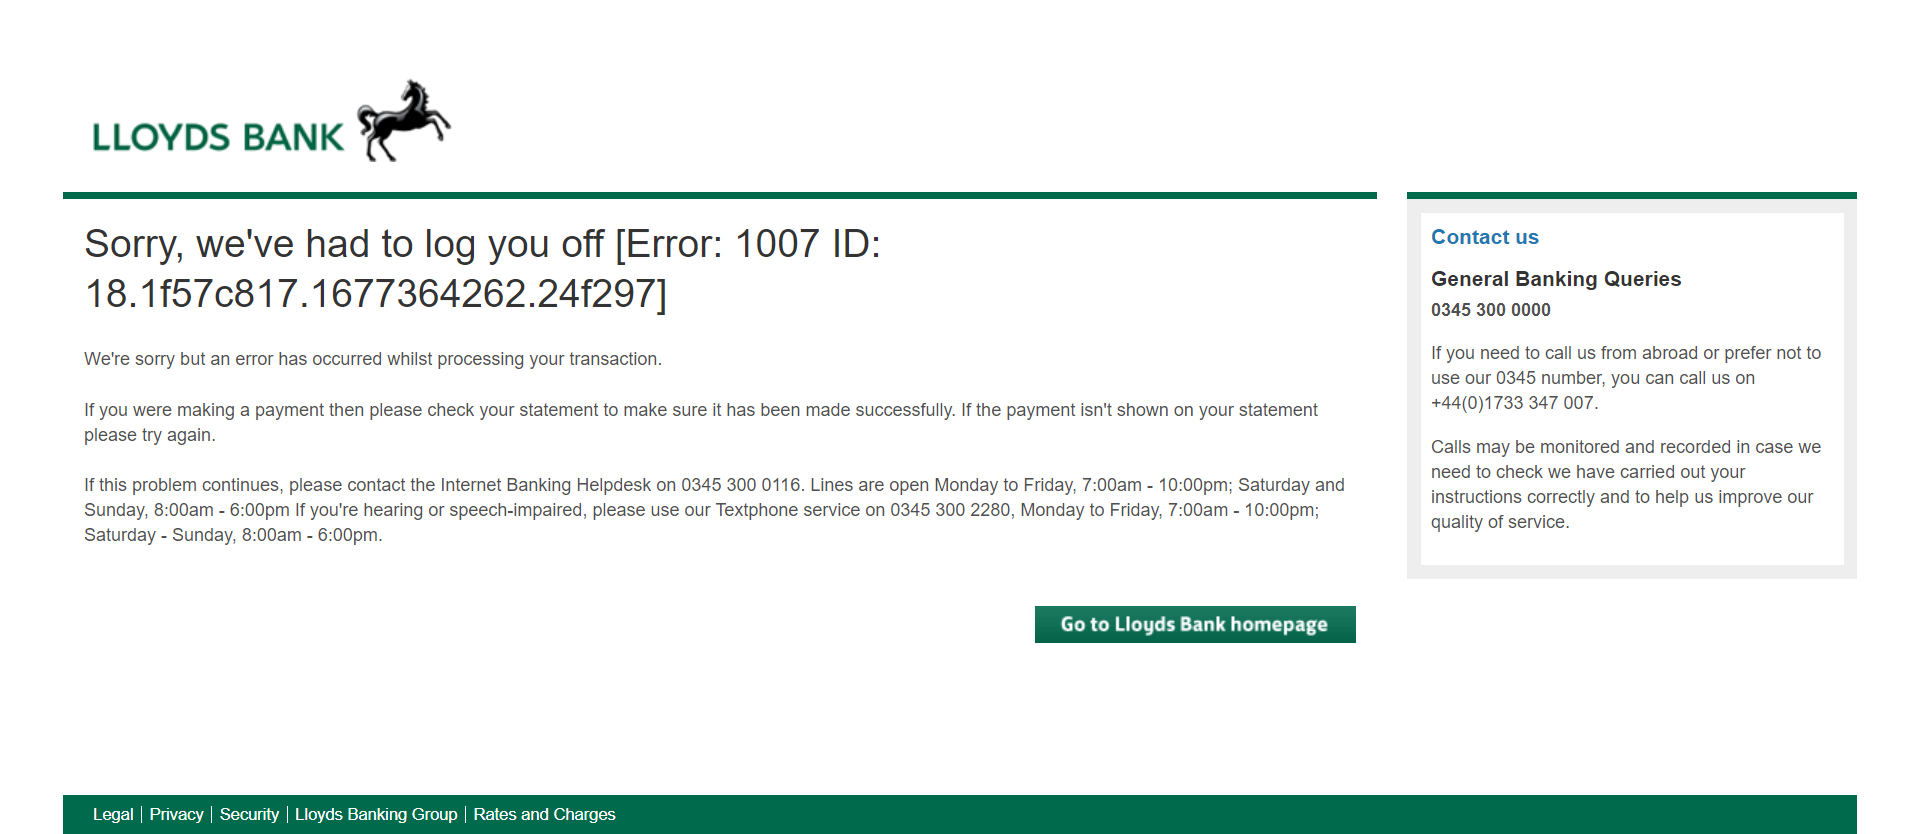 LLOYDS BANK
Sorry, we've had to log you off [Error: 1007 ID:
18.1f57c817.1677364262.24f297]
We're sorry but an error has occurred whilst processing your transaction.
If you were making a payment then please check your statement to make sure it has been made successfully. If the payment isn't shown on your statement
please try again.
If this problem continues, please contact the Internet Banking Helpdesk on 0345 300 0116. Lines are open Monday to Friday, 7:00am - 10:00pm; Saturday and
Sunday, 8:00am - 6:00pm If you're hearing or speech-impaired, please use our Textphone service on 0345 300 2280, Monday to Friday, 7:00am - 10:00pm;
Saturday - Sunday, 8:00am - 6:00pm.
Go to Lloyds Bank homepage
Contact us
General Banking Queries
0345 300 0000
If you need to call us from abroad or prefer not to
use our 0345 number, you can call us on
+44(0)1733 347 007.
Calls may be monitored and recorded in case we
need to check we have carried out your
instructions correctly and to help us improve our
quality of service.
Legal | Privacy | Security | Lloyds Banking Group | Rates and Charges